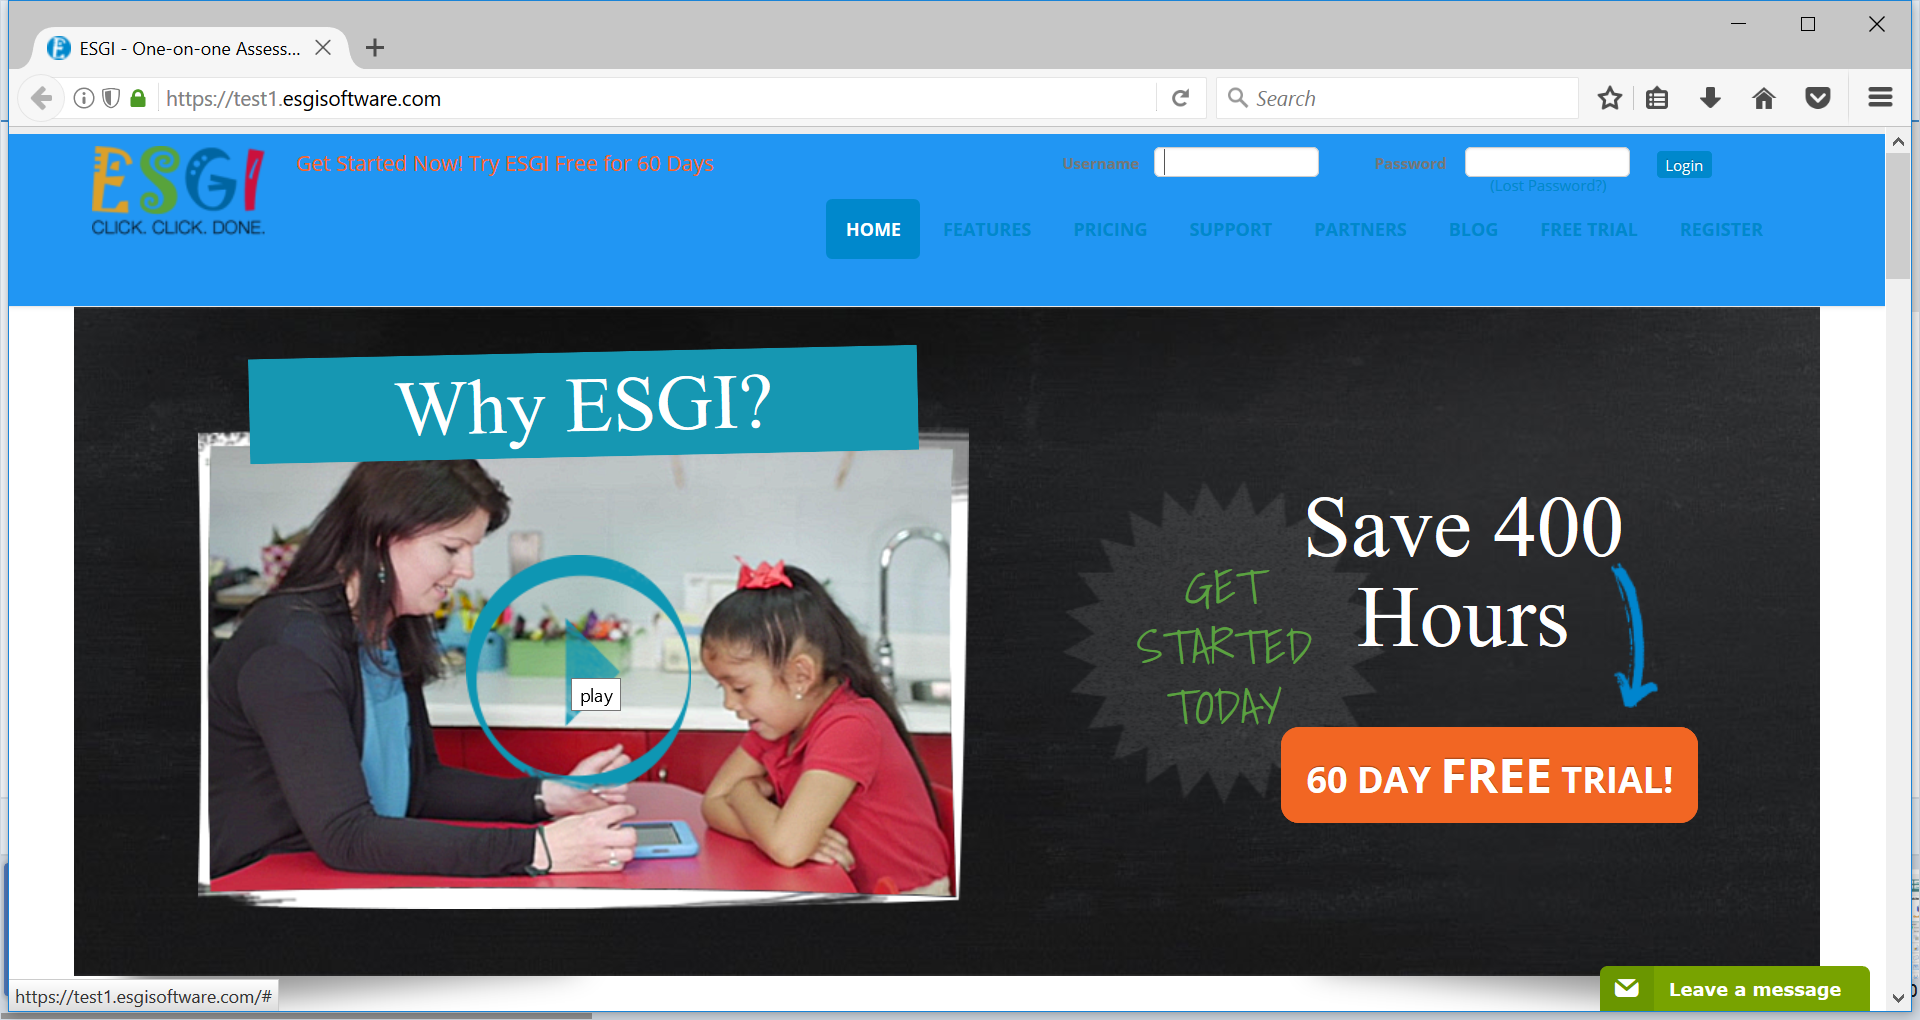 ESGI - One-on-one Assess...
https://test1.esgisoftware.com
Search
ESGI
CLICK. CLICK. DONE.
Get Started Now! Try ESGI Free for 60 Days
Username
Password
Login
(Lost Password?)
HOME FEATURES PRICING SUPPORT PARTNERS BLOG FREE TRIAL REGISTER
Why ESGI?
play
GET
STARTED
TODAY
Save 400
Hours
60 DAY FREE TRIAL!
https://test1.esgisoftware.com/#
Leave a message